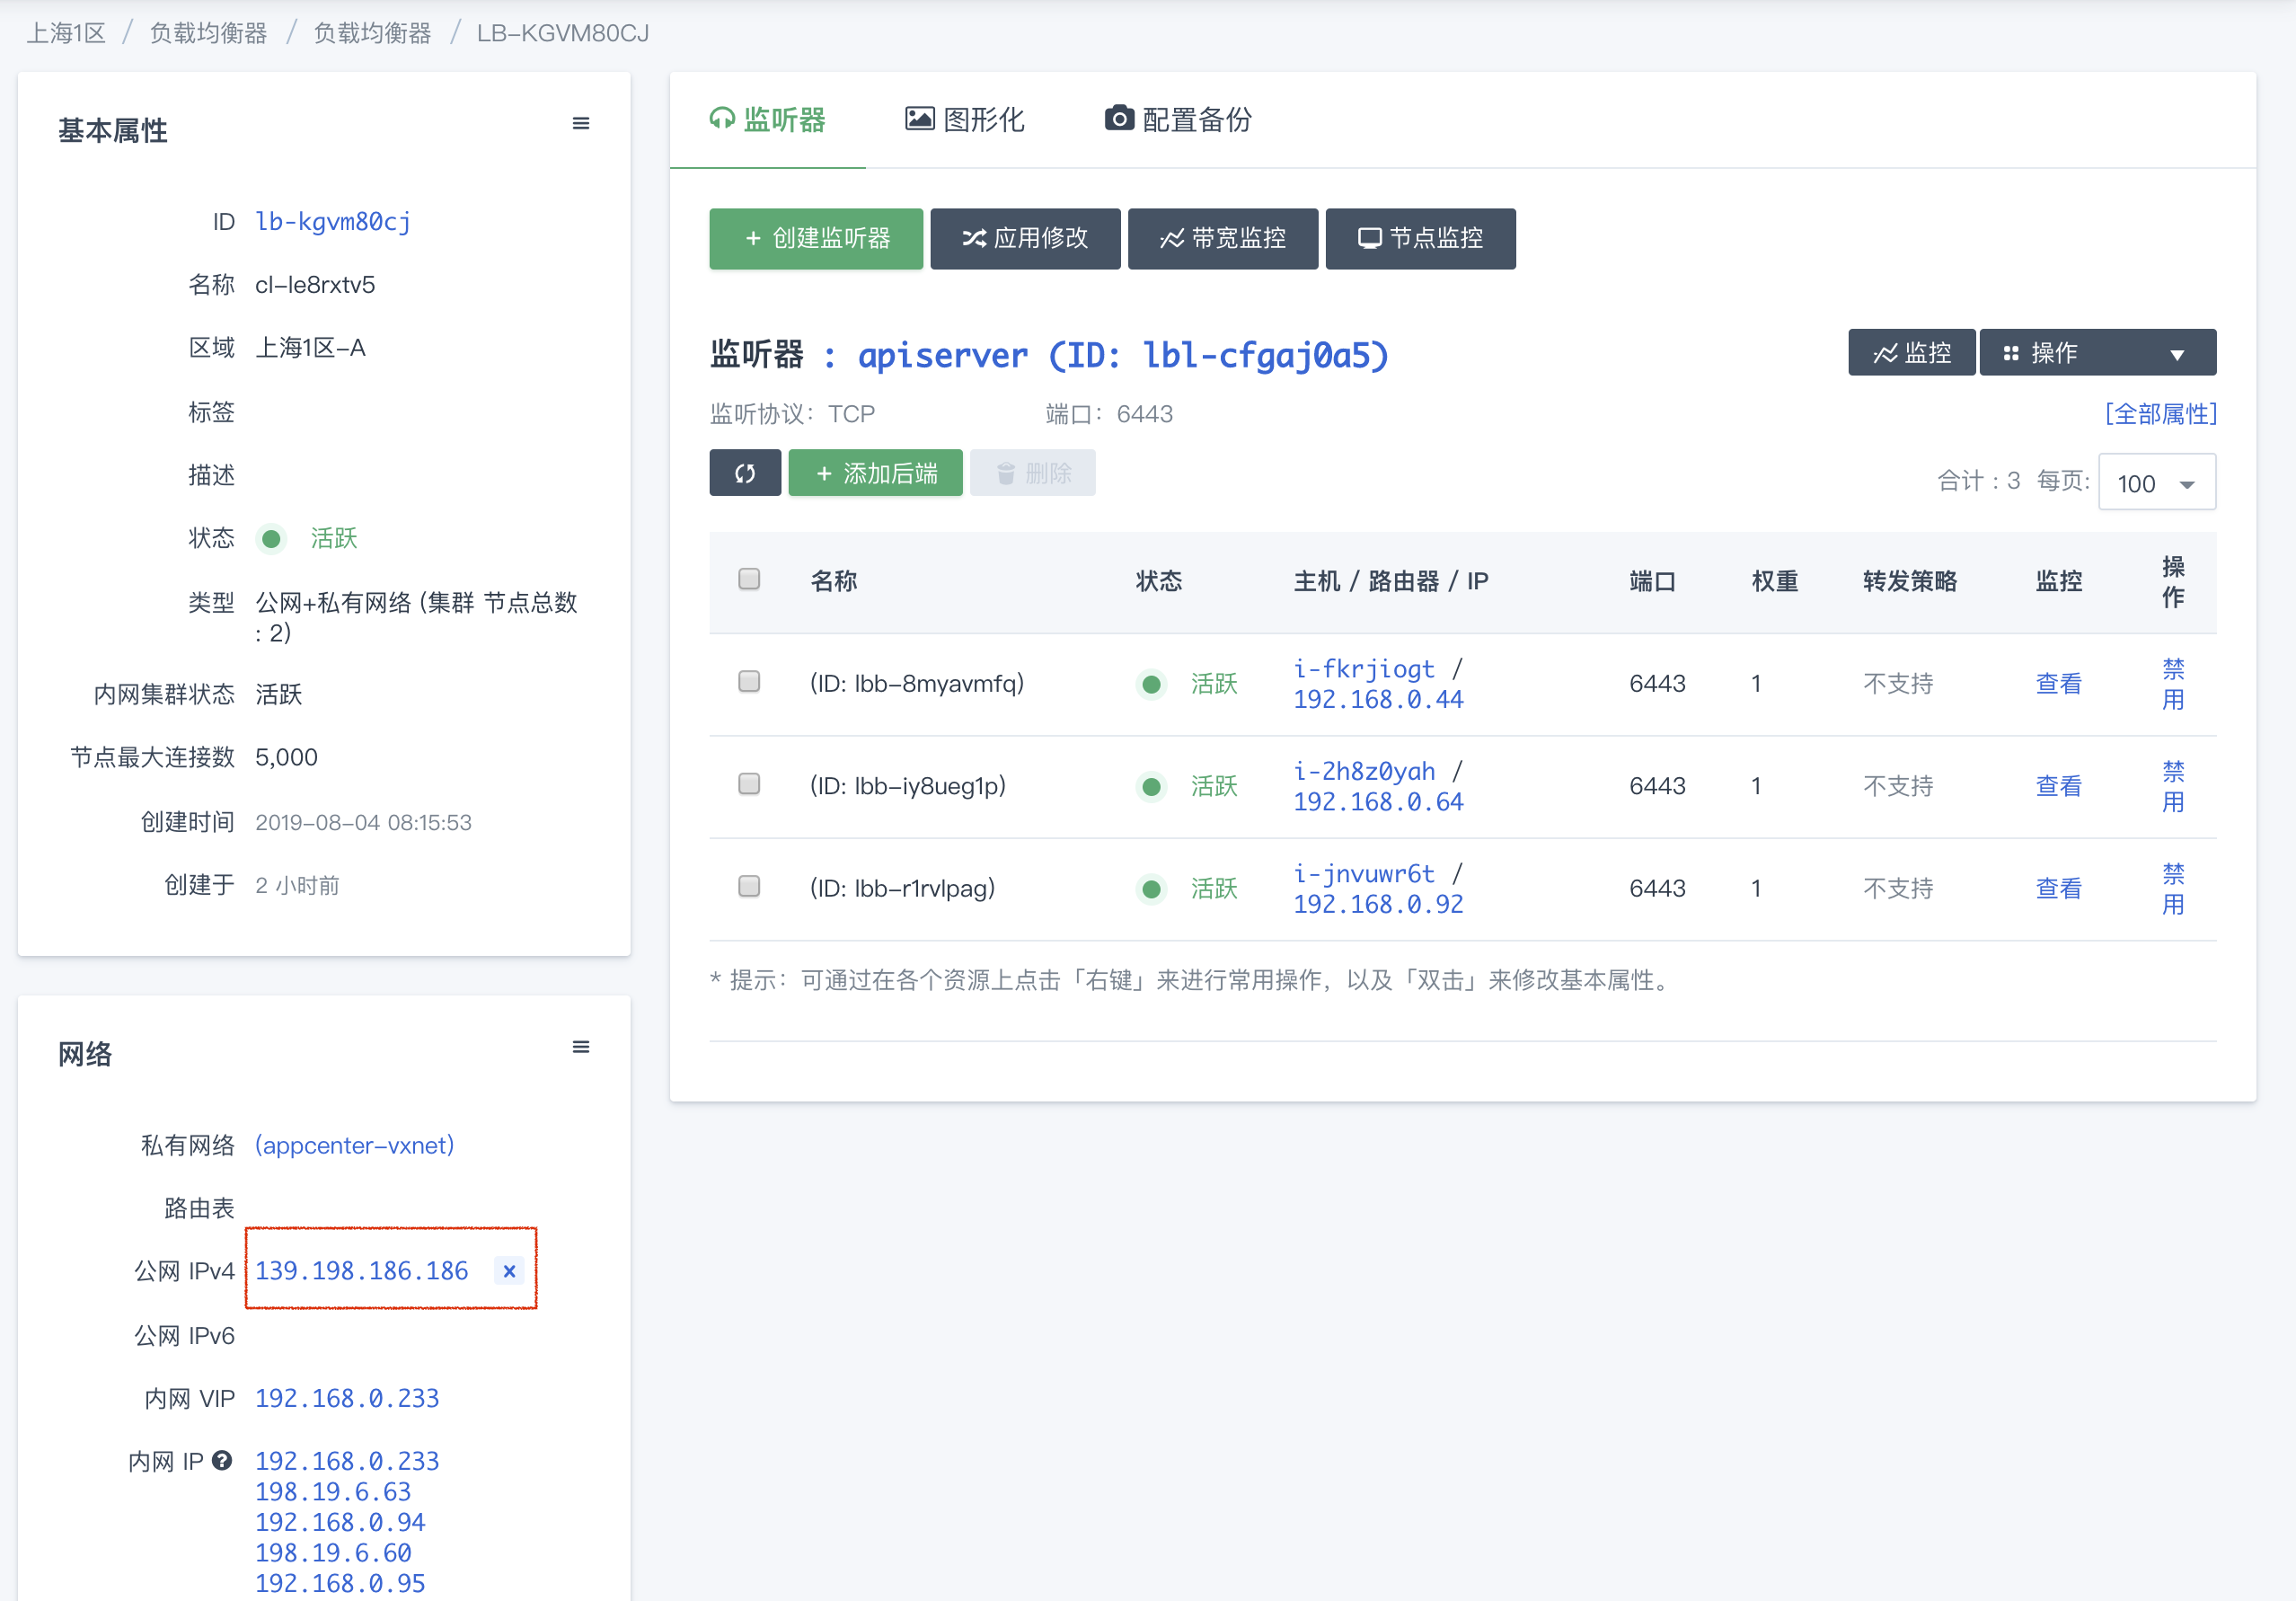 上海1区 / 负载均衡器 / 负载均衡器 / LB-KGVM80CJ
基本属性
ID lb-kgvm80cj
名称 cl-le8rxtv5
区域 上海1区-A
标签
描述
状态 活跃
类型 公网+私有网络 (集群 节点总数
: 2)
内网集群状态 活跃
节点最大连接数 5,000
创建时间 2019-08-04 08:15:53
创建于 2 小时前
网络
私有网络 (appcenter-vxnet)
路由表
公网 IPv4 139.198.186.186 x
公网 IPv6
内网 VIP 192.168.0.233
内网 IP ? 192.168.0.233
198.19.6.63
192.168.0.94
198.19.6.60
192.168.0.95
监听器 图形化 配置备份
+ 创建监听器 应用修改 带宽监控 节点监控
监听器 : apiserver (ID: lbl-cfgaj0a5) 监控 操作
监听协议: TCP 端口: 6443 [全部属性]
+ 添加后端 删除 合计 : 3 每页: 100
名称 状态 主机 / 路由器 / IP 端口 权重 转发策略 监控 操
作
(ID: lbb-8myavmfq) 活跃 i-fkrjiogt / 6443 1 不支持 查看 禁
192.168.0.44 用
(ID: lbb-iy8ueg1p) 活跃 i-2h8z0yah / 6443 1 不支持 查看 禁
192.168.0.64 用
(ID: lbb-r1rvlpag) 活跃 i-jnvuwr6t / 6443 1 不支持 查看 禁
192.168.0.92 用
* 提示: 可通过在各个资源上点击「右键」来进行常用操作, 以及「双击」来修改基本属性。